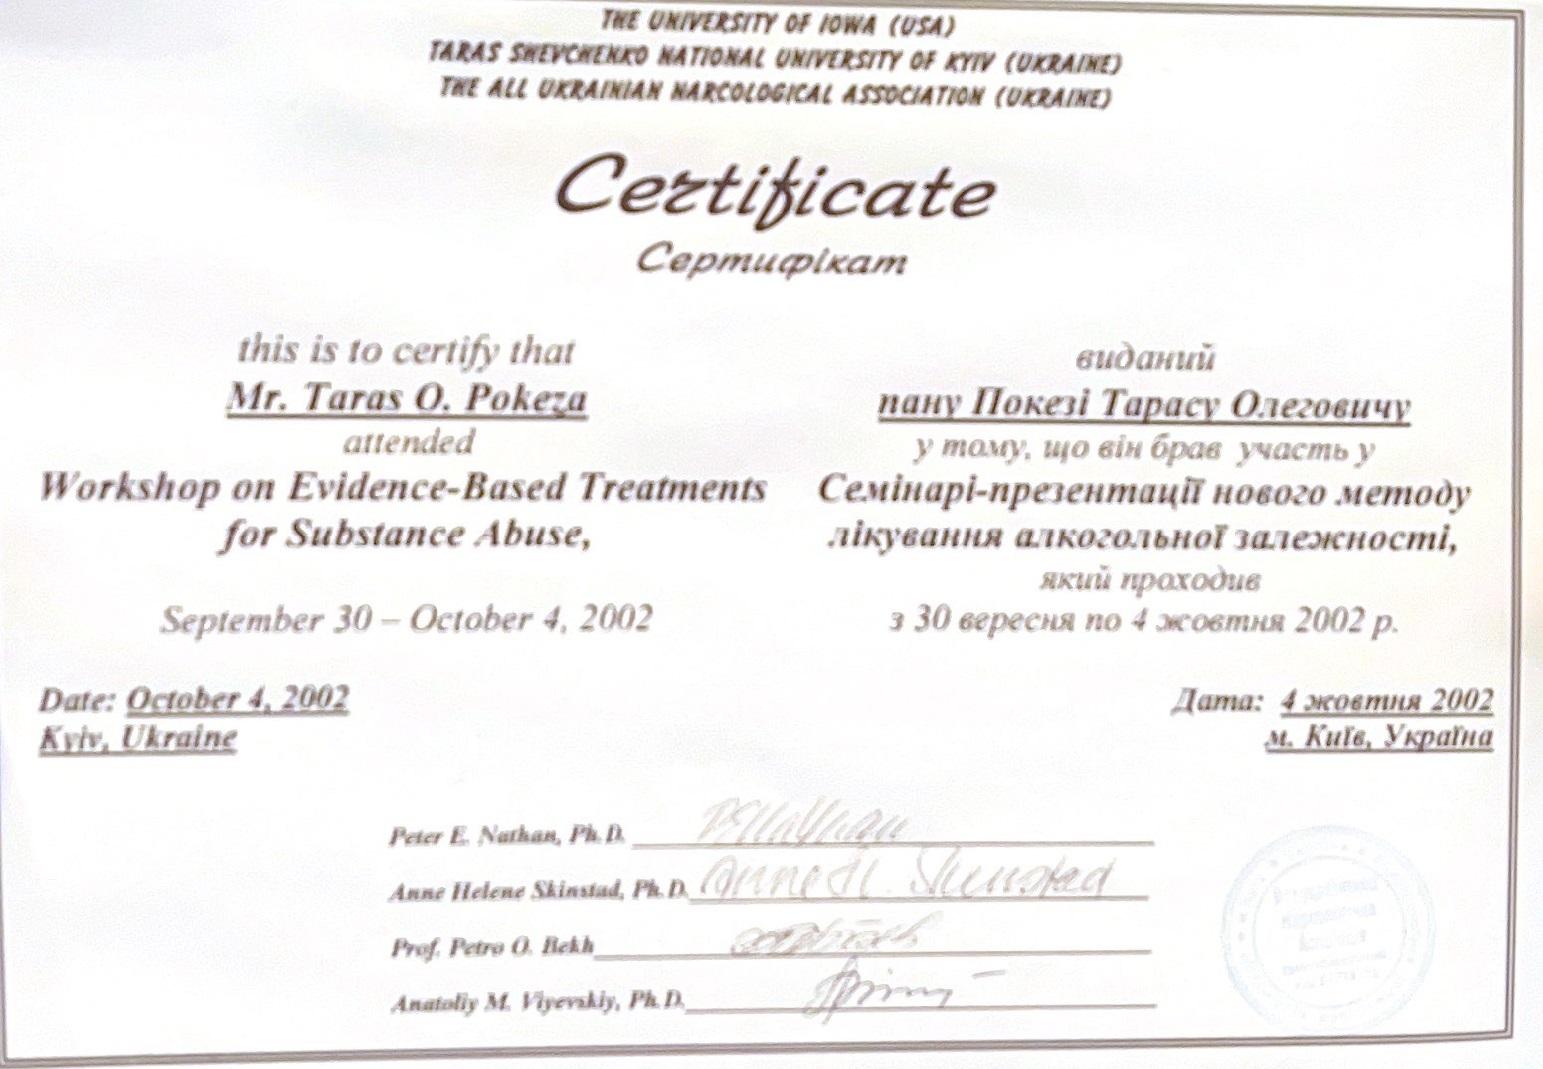 THE UNIVERSITY OF IOWA (USA)
TARAS SHEVCHENKO NATIONAL UNIVERSITY OF KYIV (UKRAINE)
THE ALL UKRAINIAN NARCOLOGICAL ASSOCIATION (UKRAINE)
Certificate
Сертифікат
this is to certify that
Mr. Taras O. Pokeza
attended
Workshop on Evidence-Based Treatments
for Substance Abuse,
September 30 – October 4, 2002
Date: October 4, 2002
Kyiv, Ukraine
виданий
пану Покезі Тарасу Олеговичу
у тому, що він брав участь у
Семінарі-презентації нового методу
лікування алкогольної залежності,
який проходив
з 30 вересня по 4 жовтня 2002 р.
Дата: 4 жовтня 2002
м. Київ, Україна
Peter E. Nathan, Ph.D.
Anne Helene Skinstad, Ph.D. Anne H. Skinstad
Prof. Petro O. Bekh
Anatoliy M. Viyevskiy, Ph.D.